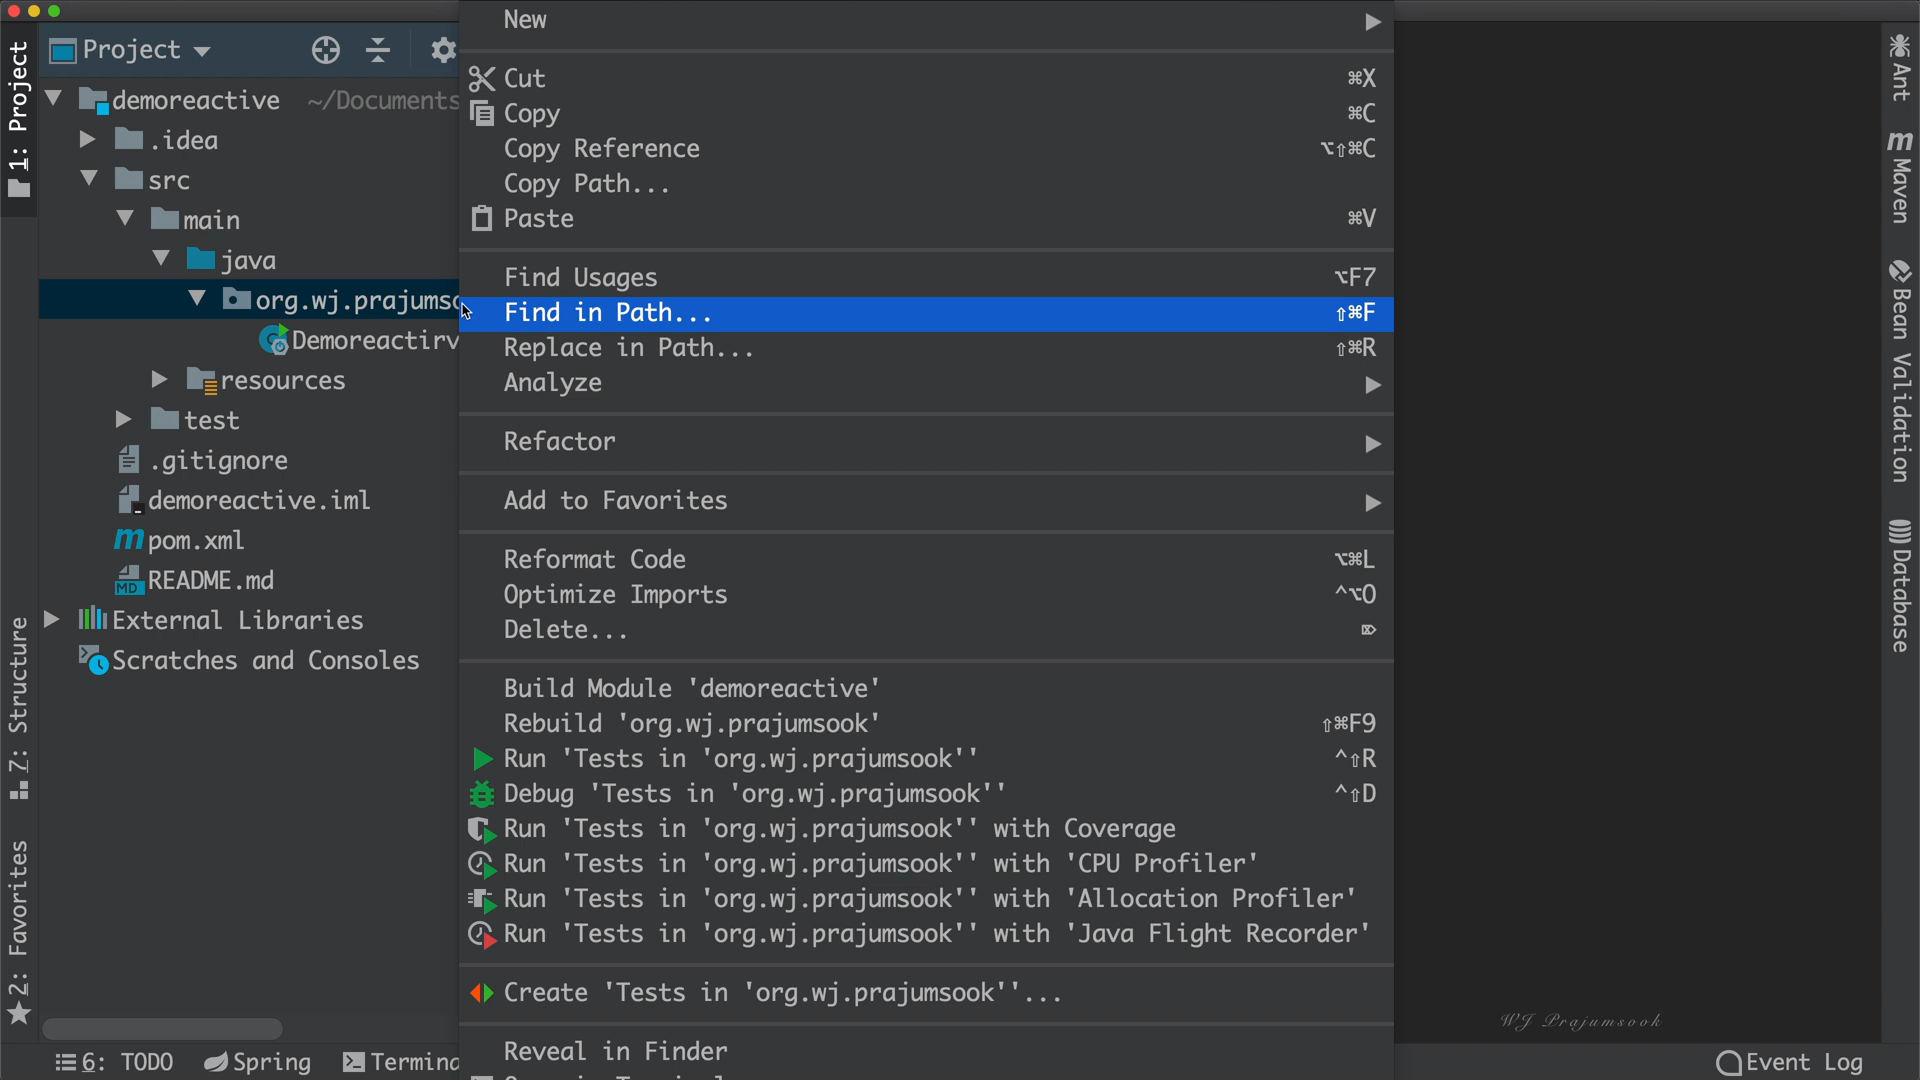 1: Project
Project
demoreactive ~/Documents
.idea
src
main
java
org.wj.prajumso
Demoreactirv
resources
test
.gitignore
demoreactive.iml
pom.xml
README.md
External Libraries
Scratches and Consoles
7: Structure
2: Favorites
New
Cut ⌘X
Copy ⌘C
Copy Reference ⌥⇧⌘C
Copy Path...
Paste ⌘V
Find Usages ⌥F7
Find in Path... ⇧⌘F
Replace in Path... ⇧⌘R
Analyze
Refactor
Add to Favorites
Reformat Code ⌥⌘L
Optimize Imports ^⌥O
Delete... ⌦
Build Module 'demoreactive'
Rebuild 'org.wj.prajumsook' ⇧⌘F9
Run 'Tests in 'org.wj.prajumsook'' ^⇧R
Debug 'Tests in 'org.wj.prajumsook'' ^⇧D
Run 'Tests in 'org.wj.prajumsook'' with Coverage
Run 'Tests in 'org.wj.prajumsook'' with 'CPU Profiler'
Run 'Tests in 'org.wj.prajumsook'' with 'Allocation Profiler'
Run 'Tests in 'org.wj.prajumsook'' with 'Java Flight Recorder'
Create 'Tests in 'org.wj.prajumsook''...
Reveal in Finder
Ant
m Maven
Bean Validation
Database
WJ Prajumsook
6: TODO Spring Termina
Event Log